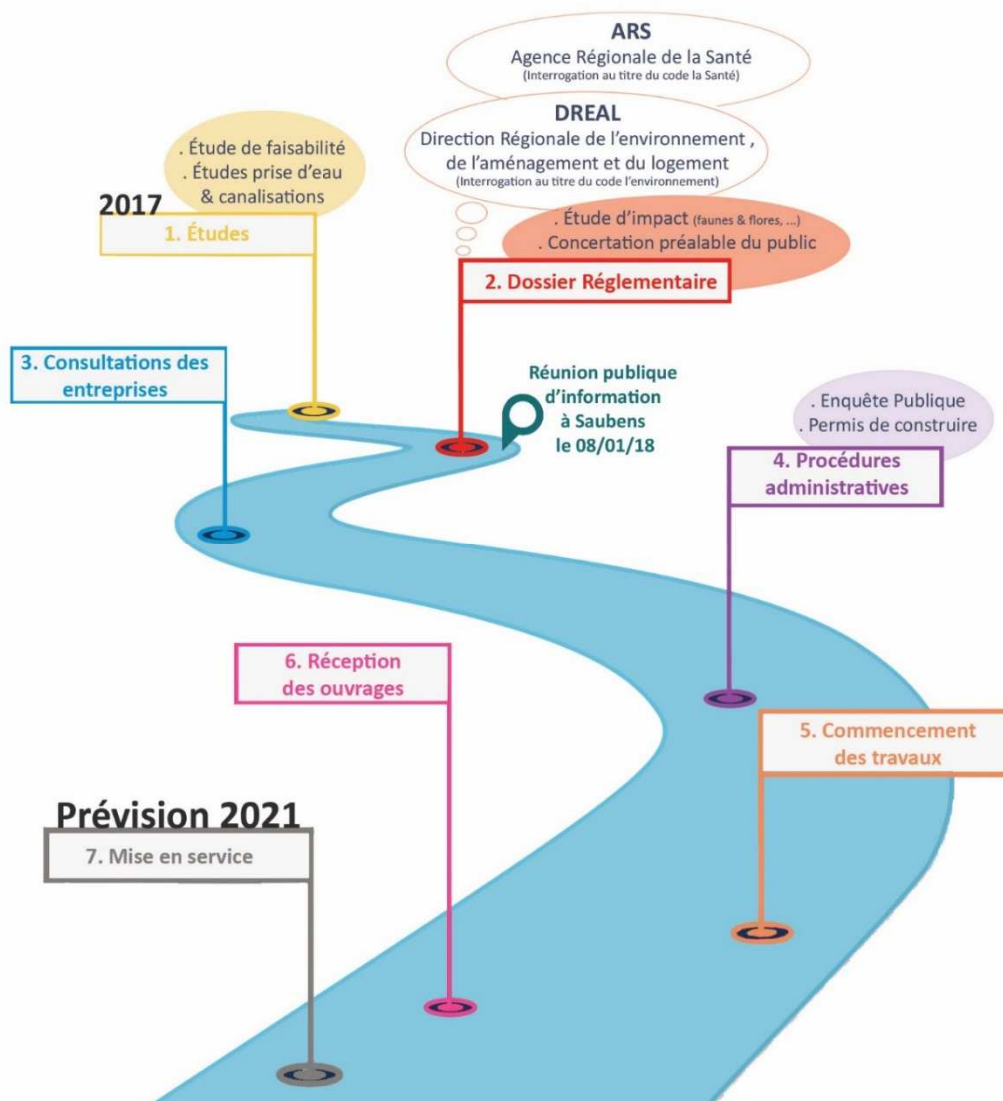 ARS
Agence Régionale de la Santé
(Interrogation au titre du code la Santé)
DREAL
Direction Régionale de l'environnement ,
de l'aménagement et du logement
(Interrogation au titre du code l'environnement)
. Étude de faisabilité
. Études prise d'eau
& canalisations
2017
1. Études
. Étude d'impact (faunes & flores, ...)
. Concertation préalable du public
2. Dossier Réglementaire
3. Consultations des
entreprises
Réunion publique
d'information
à Saubens
le 08/01/18
. Enquête Publique
. Permis de construire
4. Procédures
administratives
6. Réception
des ouvrages
5. Commencement
des travaux
Prévision 2021
7. Mise en service